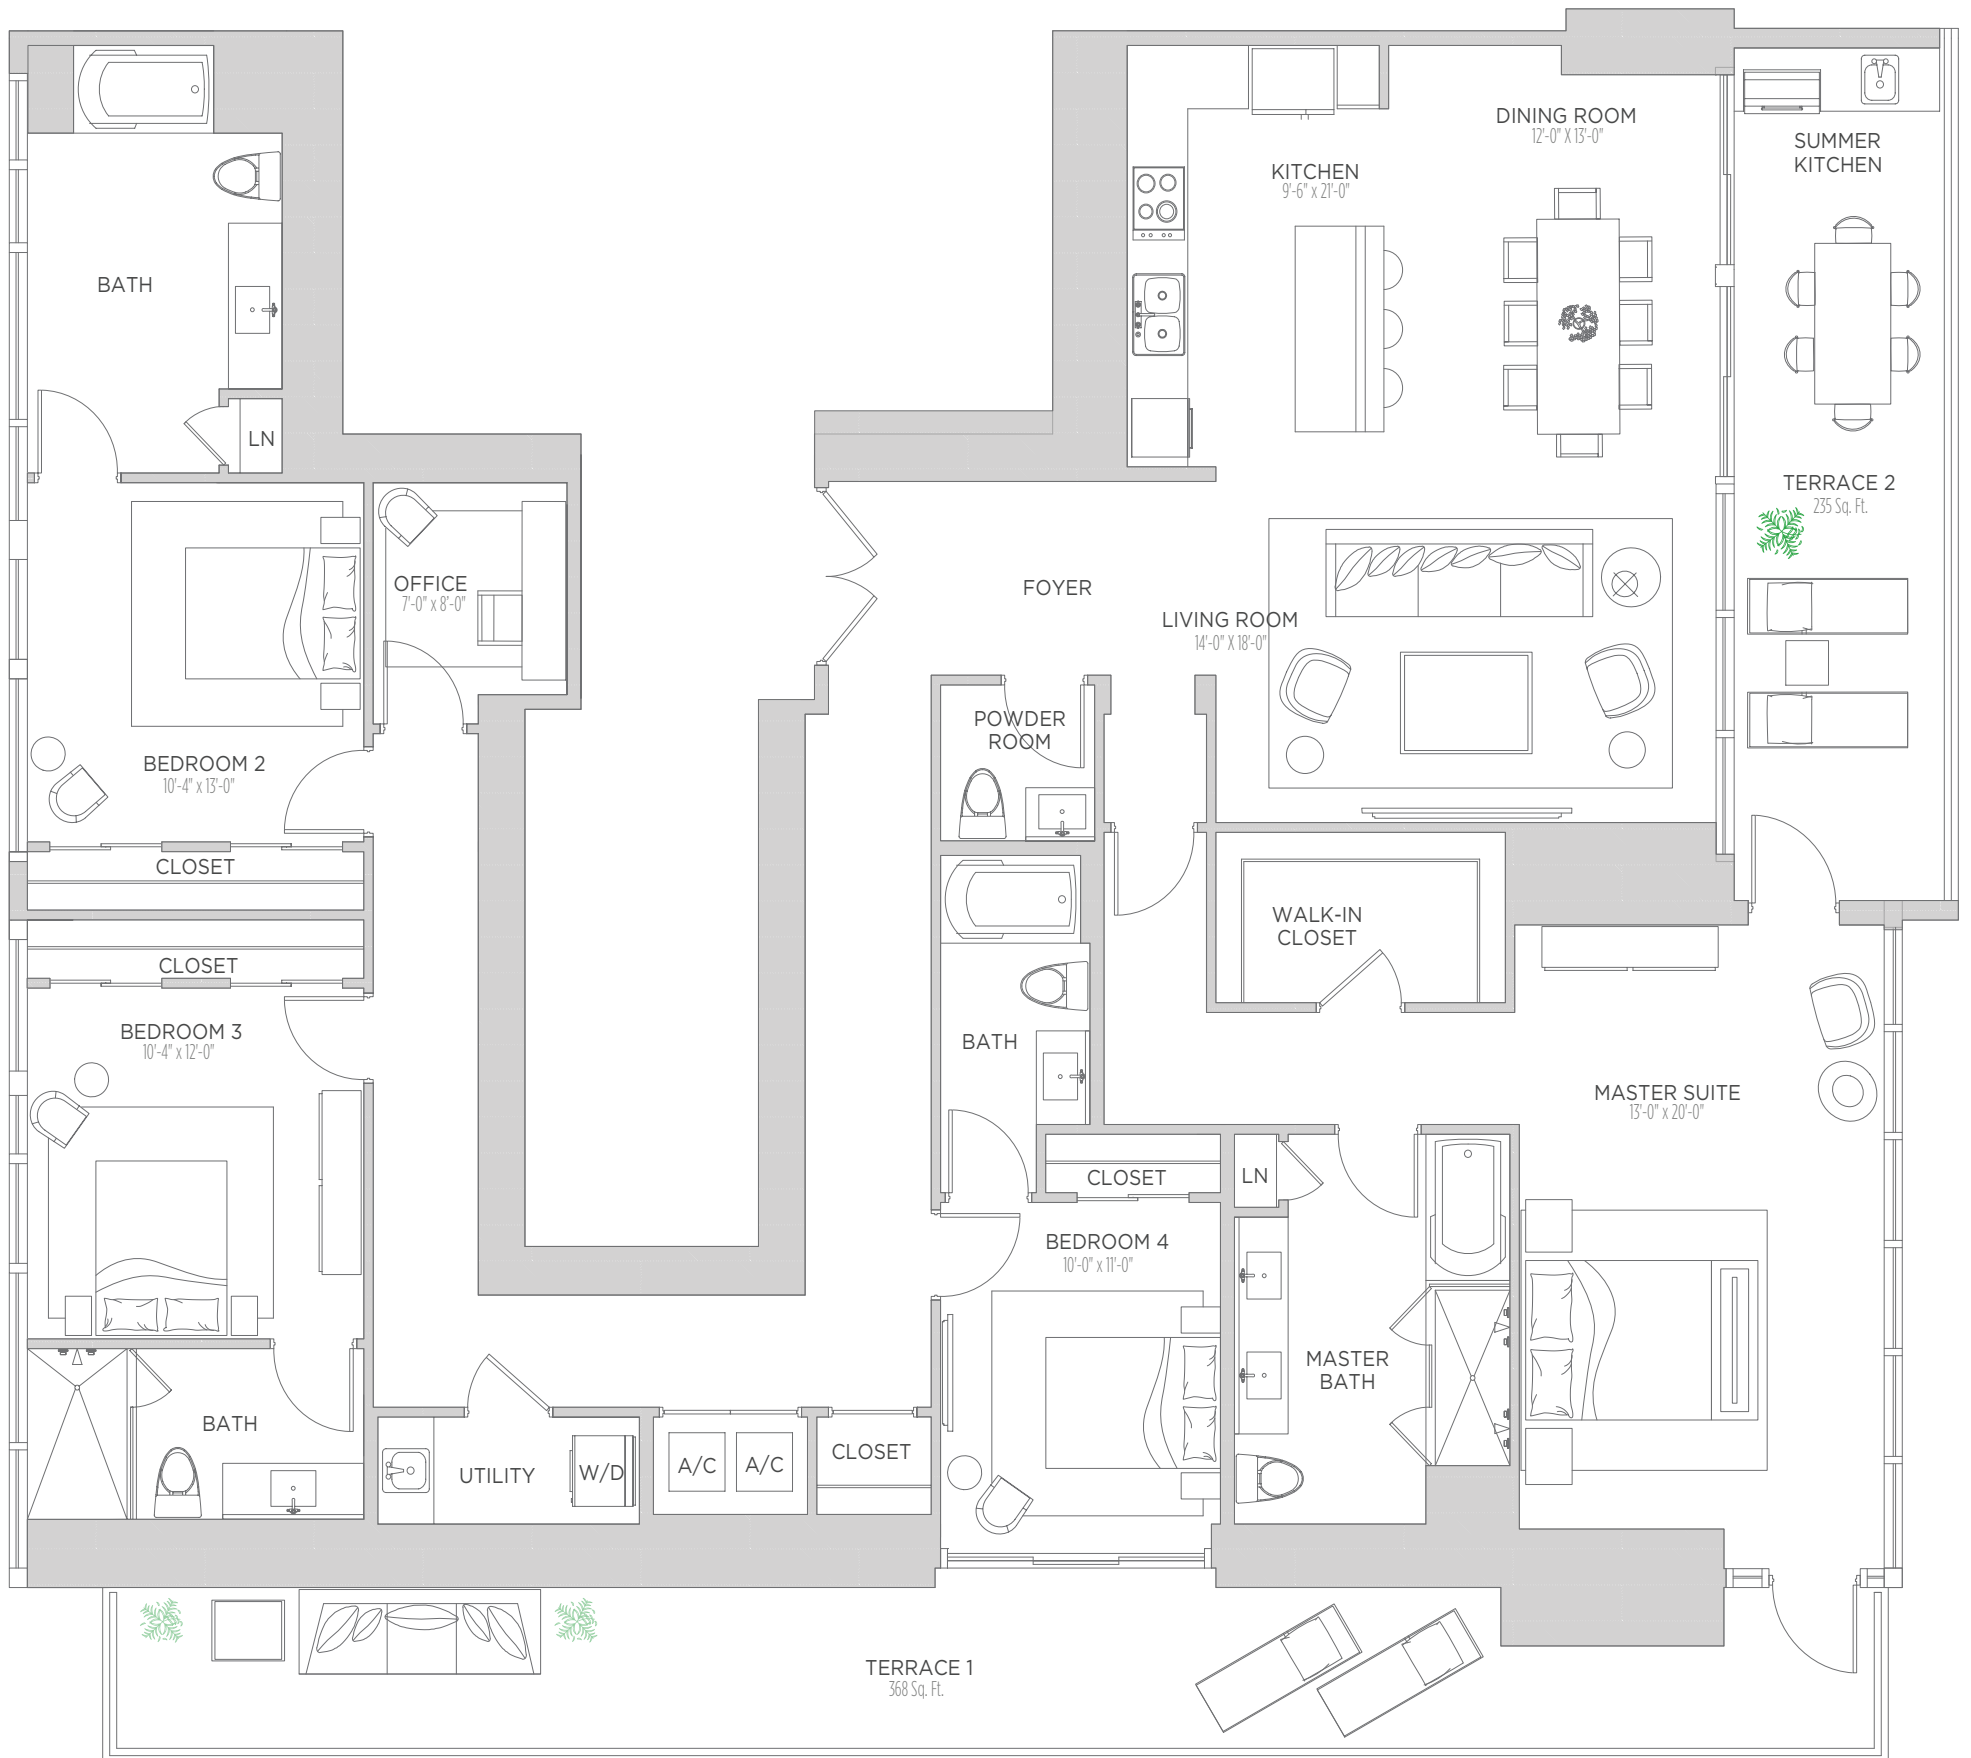 DINING ROOM
12'-0" X 13'-0"
SUMMER
KITCHEN
KITCHEN
9'-6" x 21'-0"
BATH
LN
TERRACE 2
235 Sq. Ft.
OFFICE
7'-0" x 8'-0"
FOYER
LIVING ROOM
14'-0" X 18'-0"
POWDER
ROOM
BEDROOM 2
10'-4" x 13'-0"
CLOSET
WALK-IN
CLOSET
CLOSET
BEDROOM 3
10'-4" x 12'-0"
BATH
MASTER SUITE
13'-0" x 20'-0"
CLOSET
LN
BEDROOM 4
10'-0" x 11'-0"
MASTER
BATH
BATH
UTILITY
W/D
A/C
A/C
CLOSET
TERRACE 1
368 Sq. Ft.